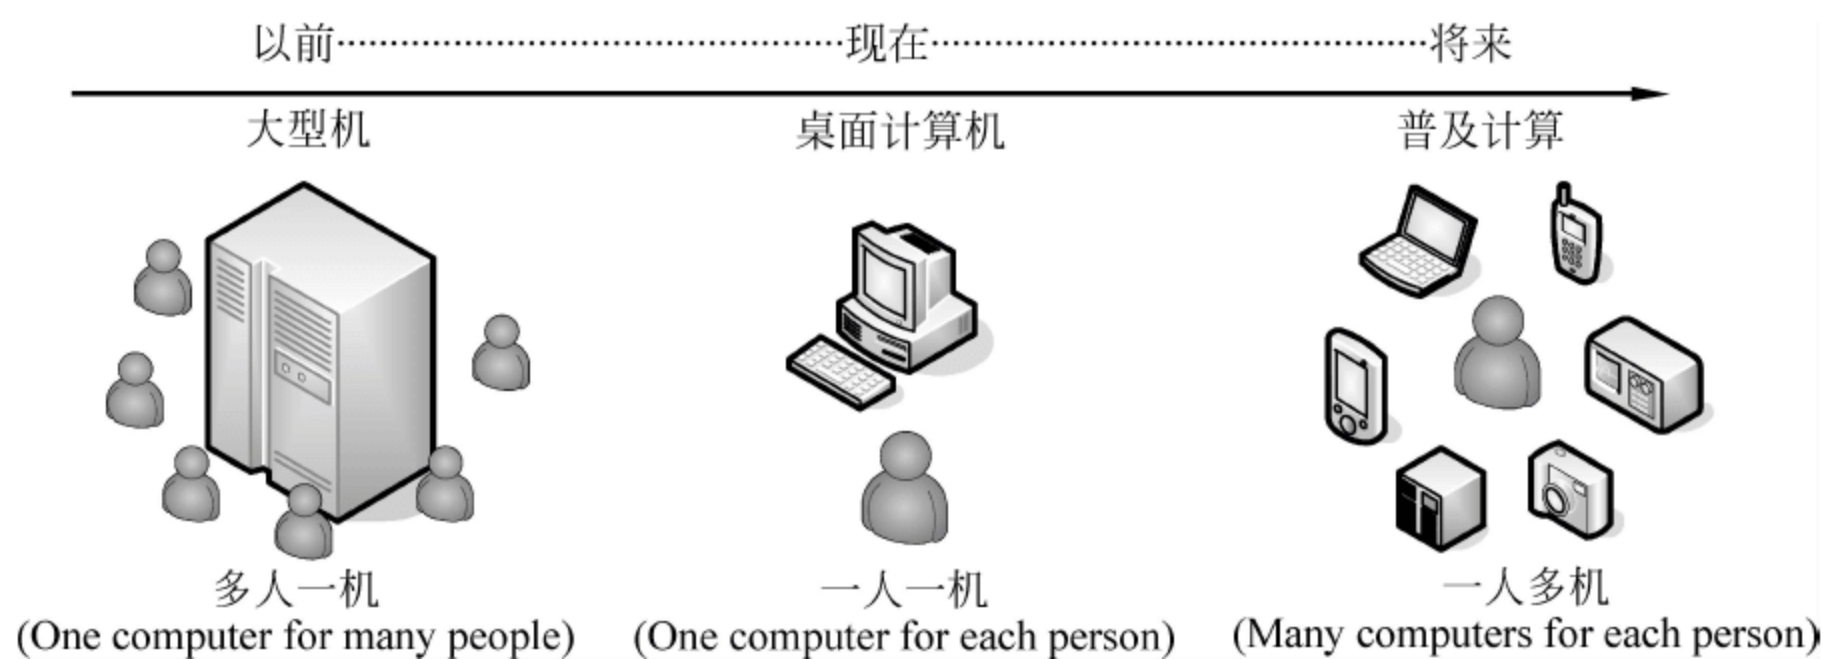 以前……………………现在……………………将来
大型机 桌面计算机 普及计算
多人一机 一人一机 一人多机
(One computer for many people) (One computer for each person) (Many computers for each person)